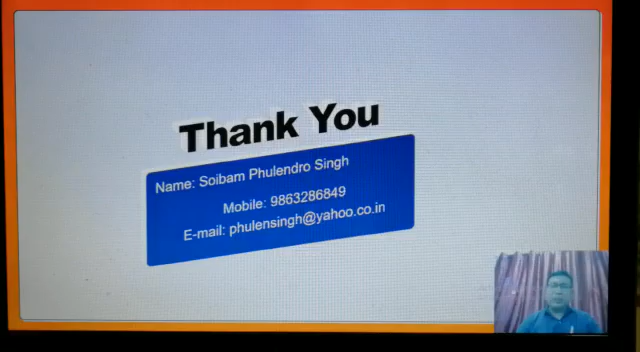 Thank You
Name: Soibam Phulendro Singh
Mobile: 9863286849
E-mail: phulensingh@yahoo.co.in